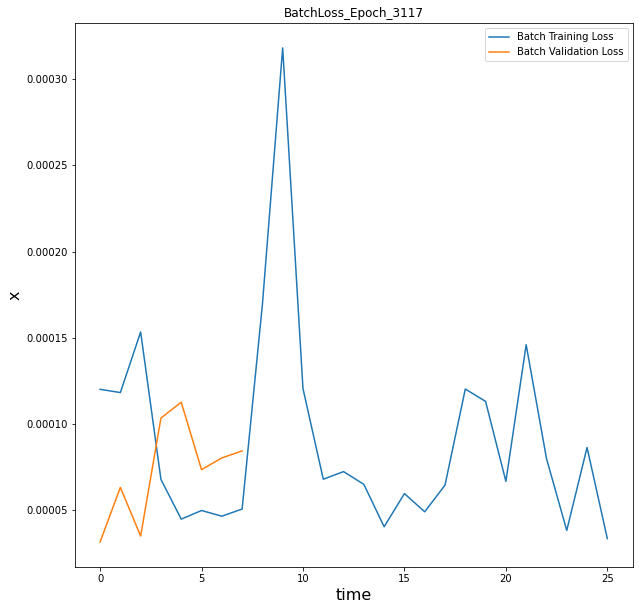 BatchLoss_Epoch_3117
Batch Training Loss
Batch Validation Loss
0.00030
0.00025
0.00020
0.00015
0.00010
0.00005
x
0 5 10 15 20 25
time